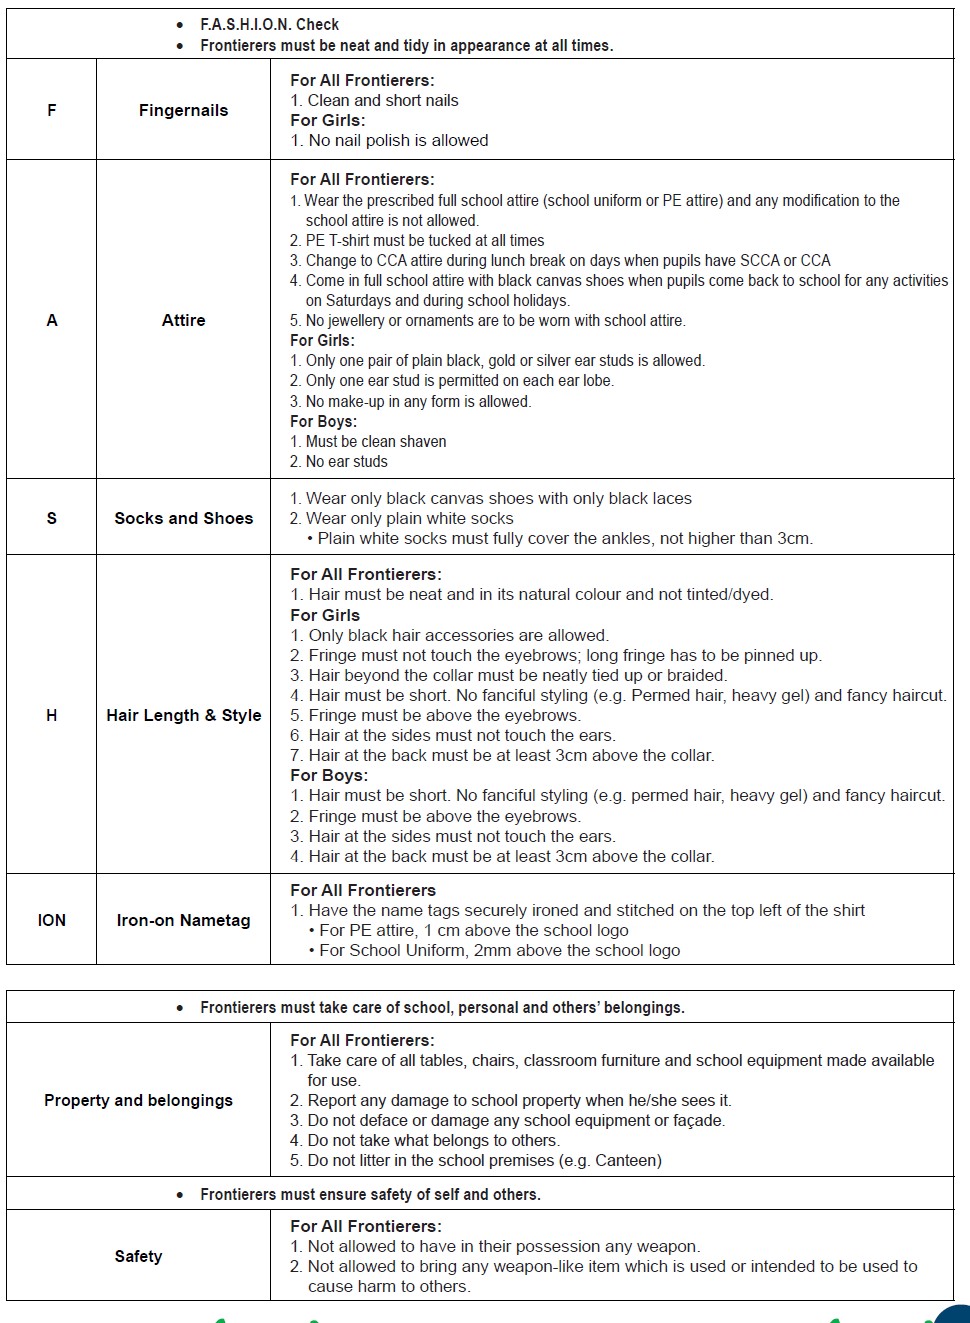 • F.A.S.H.I.O.N. Check
• Frontierers must be neat and tidy in appearance at all times.
F
Fingernails
For All Frontierers:
1. Clean and short nails
For Girls:
1. No nail polish is allowed
A
Attire
For All Frontierers:
1. Wear the prescribed full school attire (school uniform or PE attire) and any modification to the
school attire is not allowed.
2. PE T-shirt must be tucked at all times
3. Change to CCA attire during lunch break on days when pupils have SCCA or CCA
4. Come in full school attire with black canvas shoes when pupils come back to school for any activities
on Saturdays and during school holidays.
5. No jewellery or ornaments are to be worn with school attire.
For Girls:
1. Only one pair of plain black, gold or silver ear studs is allowed.
2. Only one ear stud is permitted on each ear lobe.
3. No make-up in any form is allowed.
For Boys:
1. Must be clean shaven
2. No ear studs
S
Socks and Shoes
1. Wear only black canvas shoes with only black laces
2. Wear only plain white socks
• Plain white socks must fully cover the ankles, not higher than 3cm.
H
Hair Length & Style
For All Frontierers:
1. Hair must be neat and in its natural colour and not tinted/dyed.
For Girls
1. Only black hair accessories are allowed.
2. Fringe must not touch the eyebrows; long fringe has to be pinned up.
3. Hair beyond the collar must be neatly tied up or braided.
4. Hair must be short. No fanciful styling (e.g. Permed hair, heavy gel) and fancy haircut.
5. Fringe must be above the eyebrows.
6. Hair at the sides must not touch the ears.
7. Hair at the back must be at least 3cm above the collar.
For Boys:
1. Hair must be short. No fanciful styling (e.g. permed hair, heavy gel) and fancy haircut.
2. Fringe must be above the eyebrows.
3. Hair at the sides must not touch the ears.
4. Hair at the back must be at least 3cm above the collar.
ION
Iron-on Nametag
For All Frontierers
1. Have the name tags securely ironed and stitched on the top left of the shirt
• For PE attire, 1 cm above the school logo
• For School Uniform, 2mm above the school logo
• Frontierers must take care of school, personal and others' belongings.
Property and belongings
For All Frontierers:
1. Take care of all tables, chairs, classroom furniture and school equipment made available
for use.
2. Report any damage to school property when he/she sees it.
3. Do not deface or damage any school equipment or façade.
4. Do not take what belongs to others.
5. Do not litter in the school premises (e.g. Canteen)
• Frontierers must ensure safety of self and others.
Safety
For All Frontierers:
1. Not allowed to have in their possession any weapon.
2. Not allowed to bring any weapon-like item which is used or intended to be used to
cause harm to others.